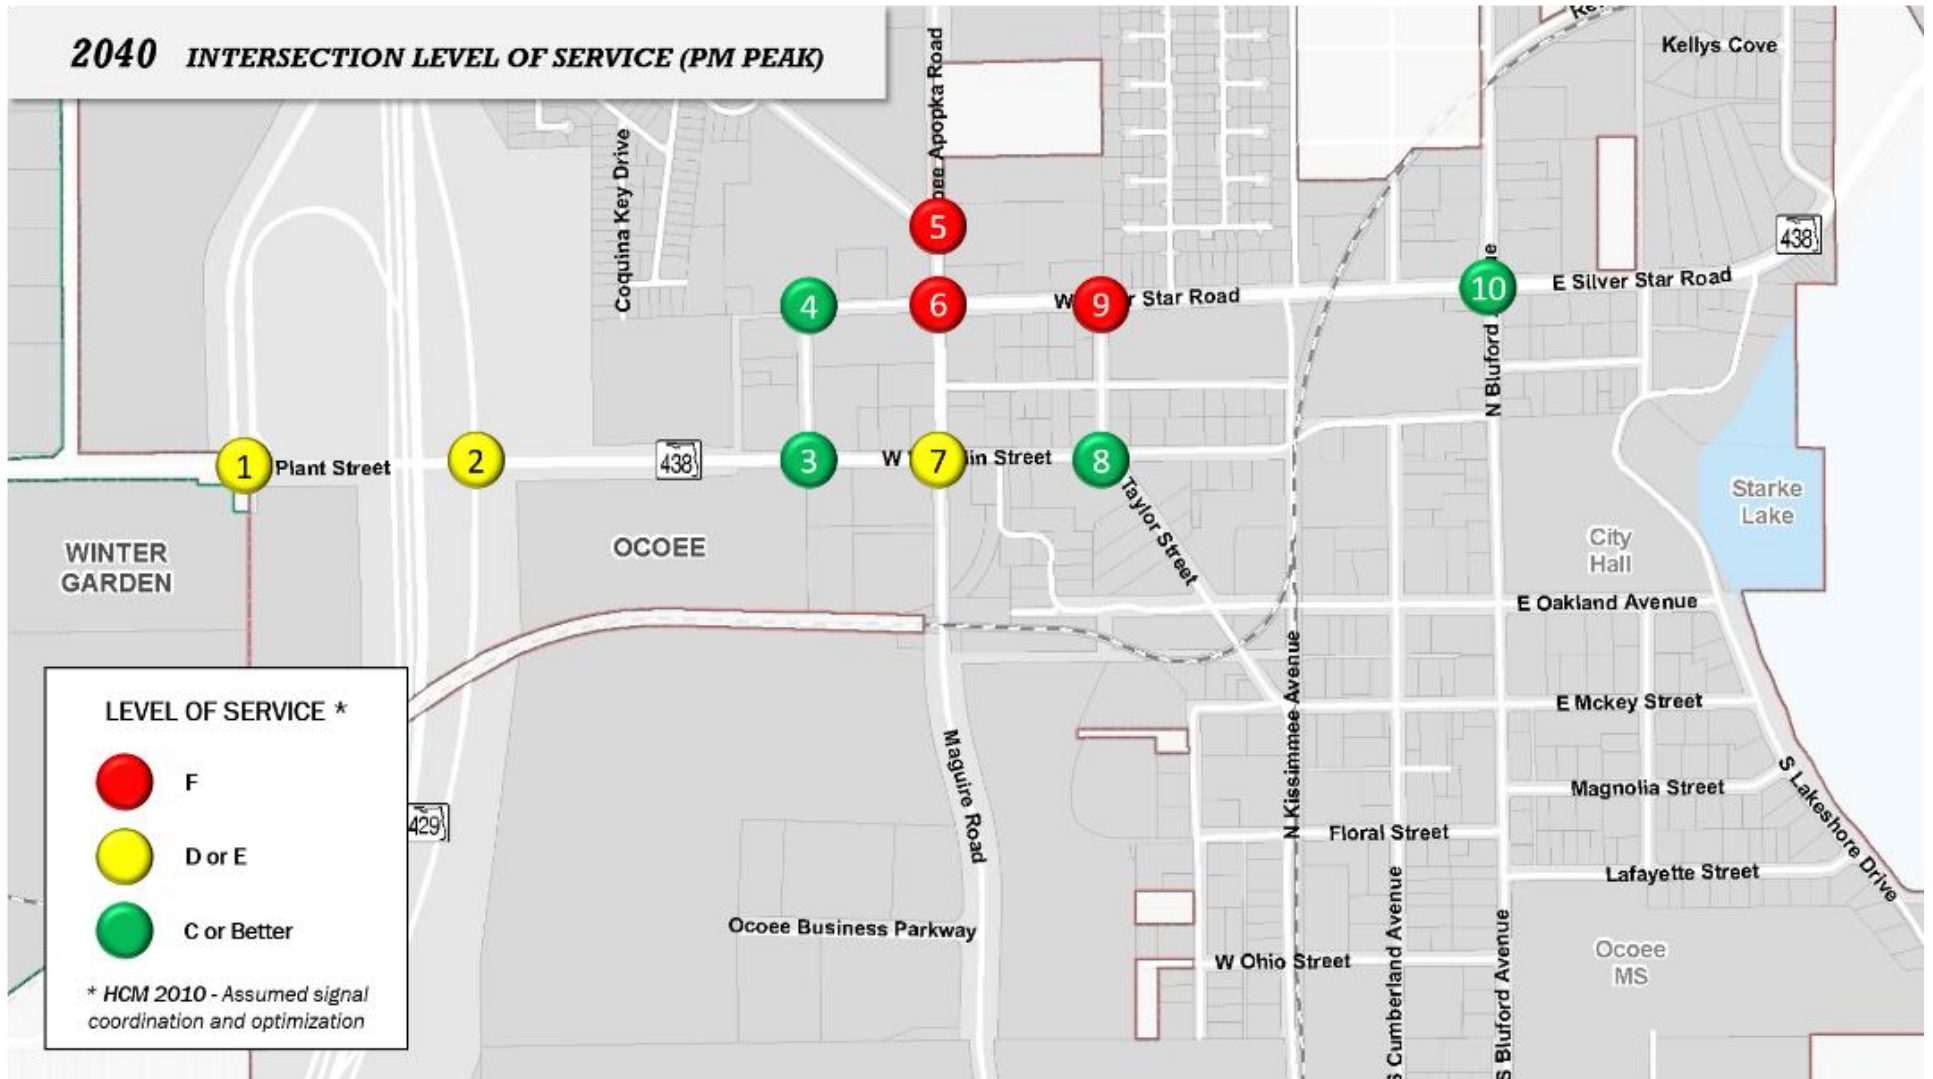 2040 INTERSECTION LEVEL OF SERVICE (PM PEAK)
Kellys Cove
Apopka Road
Coquina Key Drive
5
438
4
6
W
9
Star Road
10
E Silver Star Road
N Bluford
1
Plant Street
2
438
3
W
7
lin Street
8
Taylor Street
Starke
Lake
WINTER
GARDEN
OCOEE
City
Hall
E Oakland Avenue
N Kissimmee Avenue
E Mckey Street
Maguire Road
Magnolia Street
S Lakeshore Drive
Floral Street
Lafayette Street
429
Ocoee Business Parkway
W Ohio Street
S Cumberland Avenue
S Bluford Avenue
Ocoee
MS
LEVEL OF SERVICE *
F
D or E
C or Better
* HCM 2010 - Assumed signal
coordination and optimization